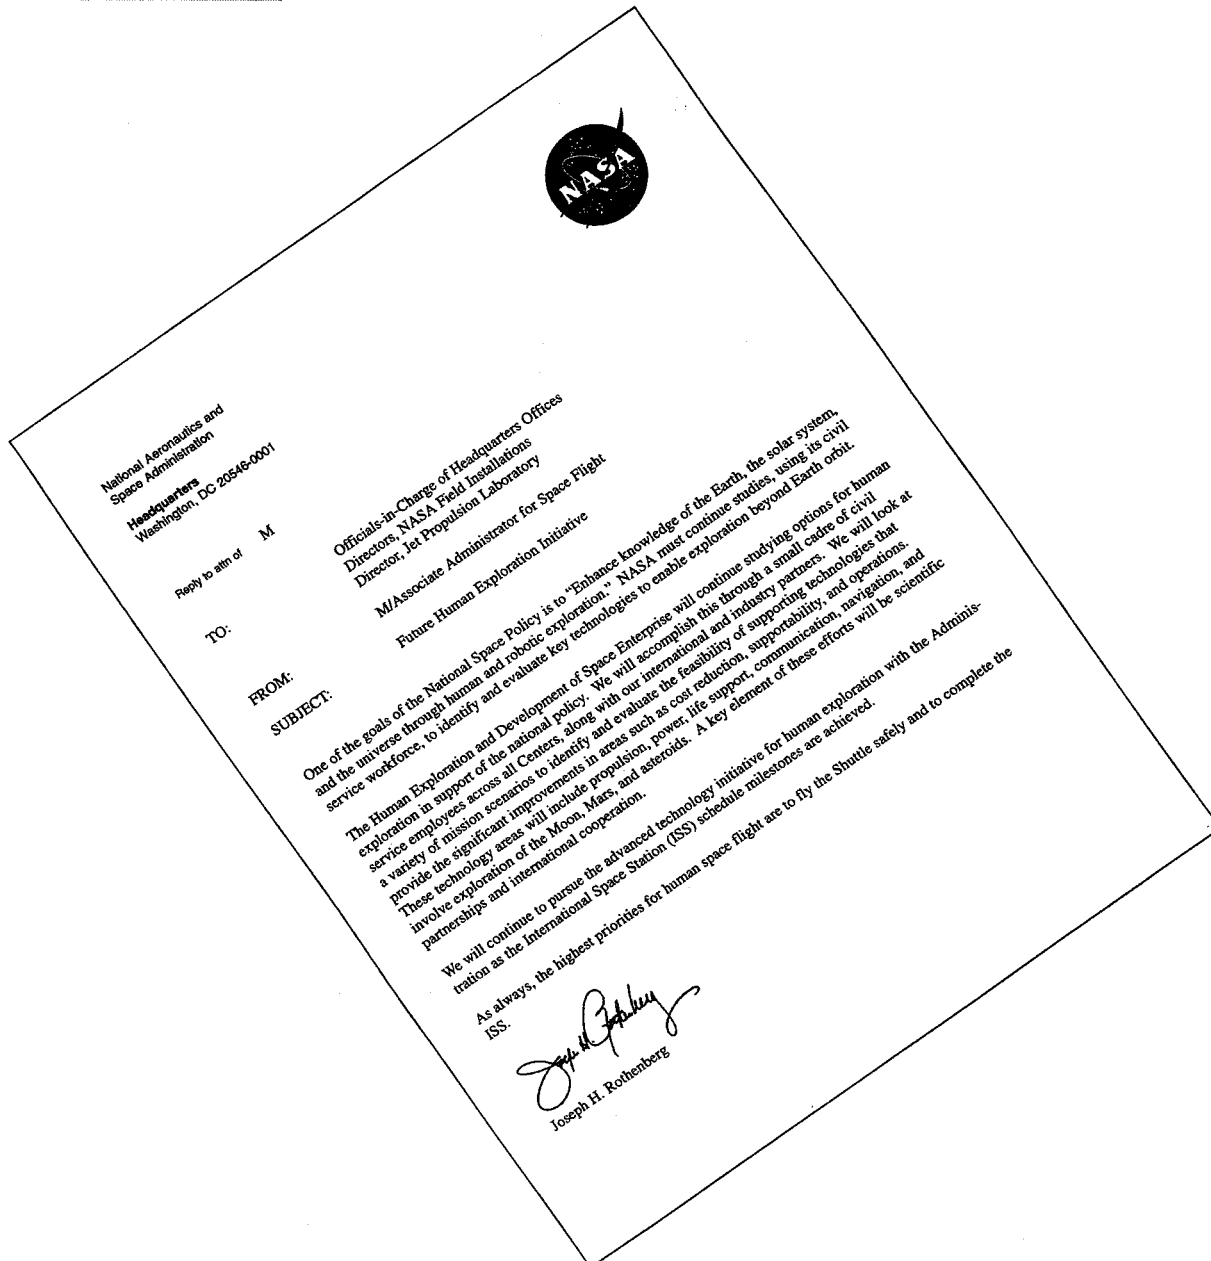 NASA
National Aeronautics and
Space Administration
Headquarters
Washington, DC 20546-0001
Reply to attn of M
TO: Officials-in-Charge of Headquarters Offices
Directors, NASA Field Installations
Director, Jet Propulsion Laboratory
FROM: M/Associate Administrator for Space Flight
SUBJECT: Future Human Exploration Initiative
One of the goals of the National Space Policy is to “Enhance knowledge of the Earth, the solar system,
and the universe through human and robotic exploration.” NASA must continue studies, using its civil
service workforce, to identify and evaluate key technologies to enable exploration beyond Earth orbit.
The Human Exploration and Development of Space Enterprise will continue studying options for human
exploration in support of the national policy. We will accomplish this through a small cadre of civil
service employees across all Centers, along with our international and industry partners. We will look at
a variety of mission scenarios to identify and evaluate the feasibility of supporting technologies that
provide the significant improvements in areas such as cost reduction, supportability, and operations.
These technology areas will include propulsion, power, life support, communication, navigation, and
involve exploration of the Moon, Mars, and asteroids. A key element of these efforts will be scientific
partnerships and international cooperation.
We will continue to pursue the advanced technology initiative for human exploration with the Adminis-
tration as the International Space Station (ISS) schedule milestones are achieved.
As always, the highest priorities for human space flight are to fly the Shuttle safely and to complete the
ISS.
Joseph H. Rothenberg
Joseph H. Rothenberg